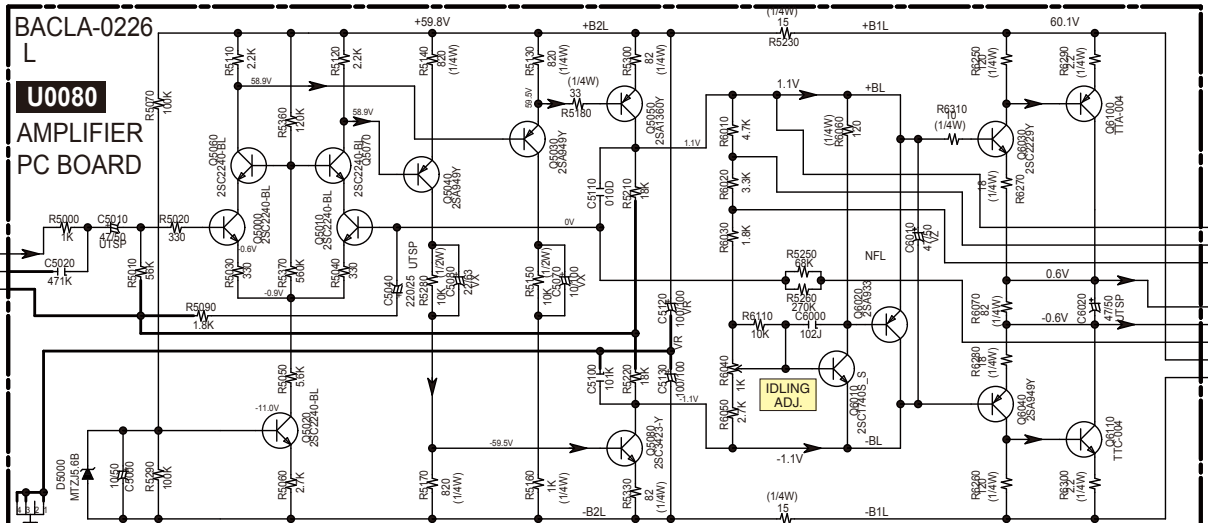 BACLA-0226
L
U0080
AMPLIFIER
PC BOARD
+59.8V
+B2L
(1/4W)
15
R5230
+B1L
60.1V
R5110
2.2K
R5120
2.2K
R5140
820
(1/4W)
R5130
820
(1/4W)
R5300
82
(1/4W)
R6250
120
(1/4W)
R6290
2.2
(1/4W)
R5070
100K
58.9V
R5360
120K
58.9V
59.5V
(1/4W)
33
R5180
Q5050
2SA1360Y
1.1V
+BL
R6010
4.7K
(1/4W)
R6060
120
R6310
10
(1/4W)
Q6030
2SC2229Y
Q6100
TTA-004
Q5060
2SC2240-BL
2SC2240-BL
Q5070
Q5030
2SA949Y
Q5040
2SA949Y
1.1V
R6020
3.3K
18
(1/4W)
R6270
C5110
010D
R5210
18K
R5000
1K
C5010
47/50
UTSP
R5020
330
Q5000
2SC2240-BL
Q5010
2SC2240-BL
0V
R6030
1.8K
C6010
47/50
VZ
C5020
471K
R5010
56K
-0.6V
R5030
330
R5370
560K
R5040
330
C5040
220/25
UTSP
R5280
10K
(1/2W)
C5080
22/63
VX
R5150
10K
(1/2W)
C5070
10/100
VX
R5250
68K
R5260
270K
NFL
0.6V
-0.9V
R5090
1.8K
C5120
100/100
VR
R6110
10K
C6000
102J
Q6020
2SA933
R6070
82
(1/4W)
-0.6V
C6020
47/50
UTSP
VR
C5130
100/100
R5050
5.6K
C5100
101K
R5220
18K
R6040
1K
IDLING
ADJ.
Q6010
2SC1740S_S
R6280
18
(1/4W)
Q6040
2SA949Y
-11.0V
Q5020
2SC2240-BL
-1.1V
R6050
2.7K
-59.5V
Q5080
2SC3423-Y
-BL
-1.1V
Q6110
TTC-004
D5000
MTZJ5.6B
10/50
C5000
R5290
100K
R5060
2.7K
R5170
820
(1/4W)
R5160
1K
(1/4W)
R5330
82
(1/4W)
R6260
120
(1/4W)
R6300
2.2
(1/4W)
4 3 2 1
-B2L
(1/4W)
15
-B1L